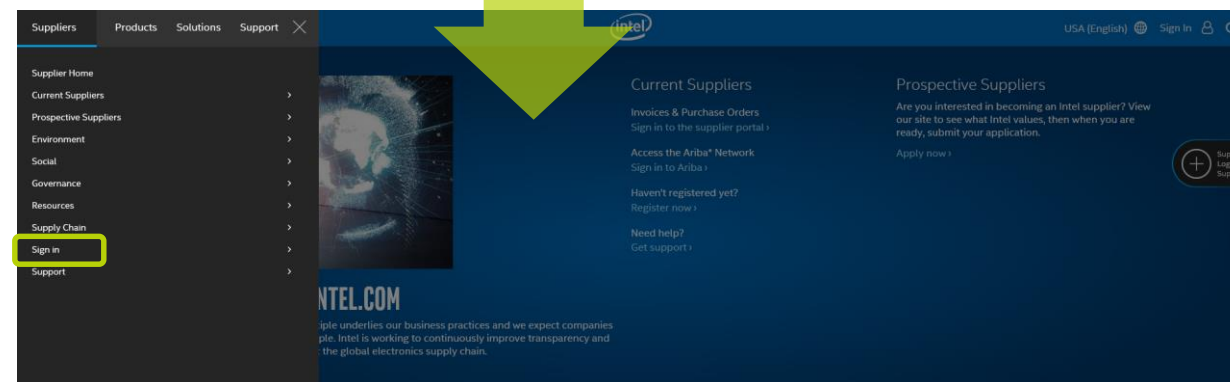 Suppliers Products Solutions Support
intel
USA (English) Sign In
Supplier Home
Current Suppliers
Prospective Suppliers
Environment
Social
Governance
Resources
Supply Chain
Sign in
Support
Current Suppliers
Invoices & Purchase Orders
Sign in to the supplier portal ›
Access the Ariba* Network
Sign in to Ariba ›
Haven't registered yet?
Register now ›
Need help?
Get support ›
Prospective Suppliers
Are you interested in becoming an Intel supplier? View
our site to see what Intel values, then when you are
ready, submit your application.
Apply now ›
NTEL.COM
iple underlies our business practices and we expect companies
ple. Intel is working to continuously improve transparency and
the global electronics supply chain.